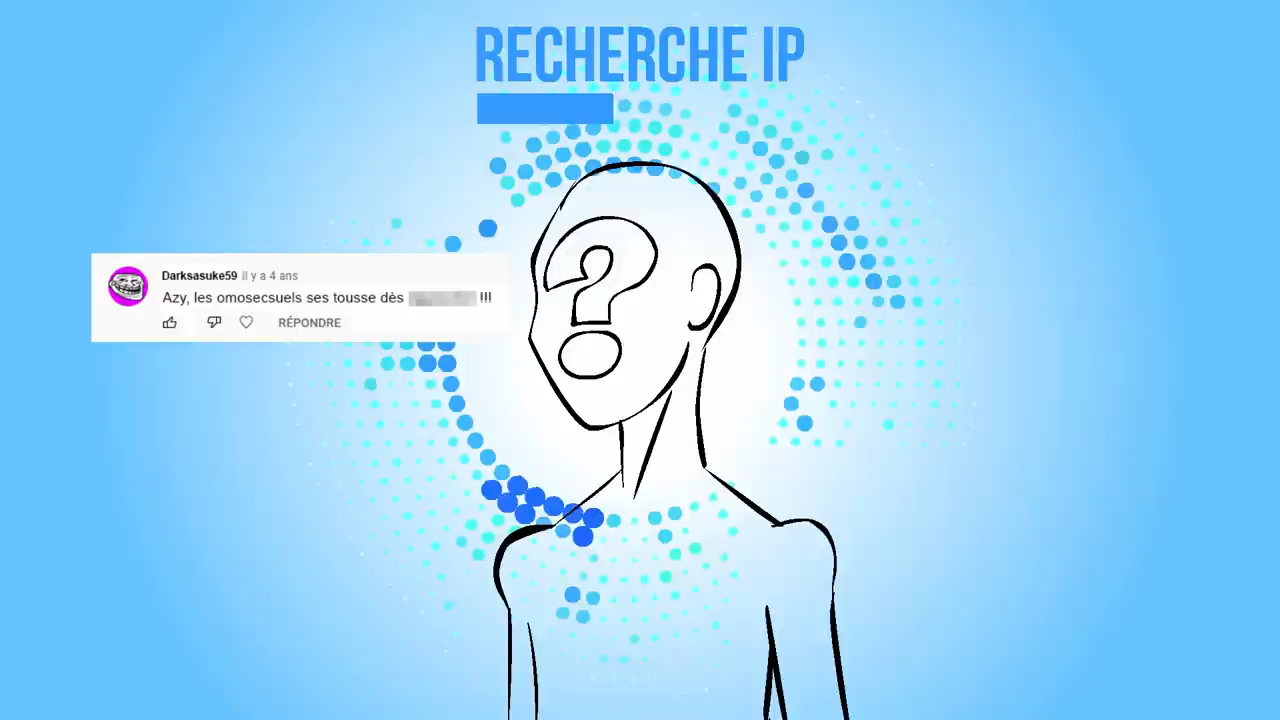 RECHERCHE IP
Darksasuke59 il y a 4 ans
Azy, les omosecsuels ses tousse dès !!!
RÉPONDRE